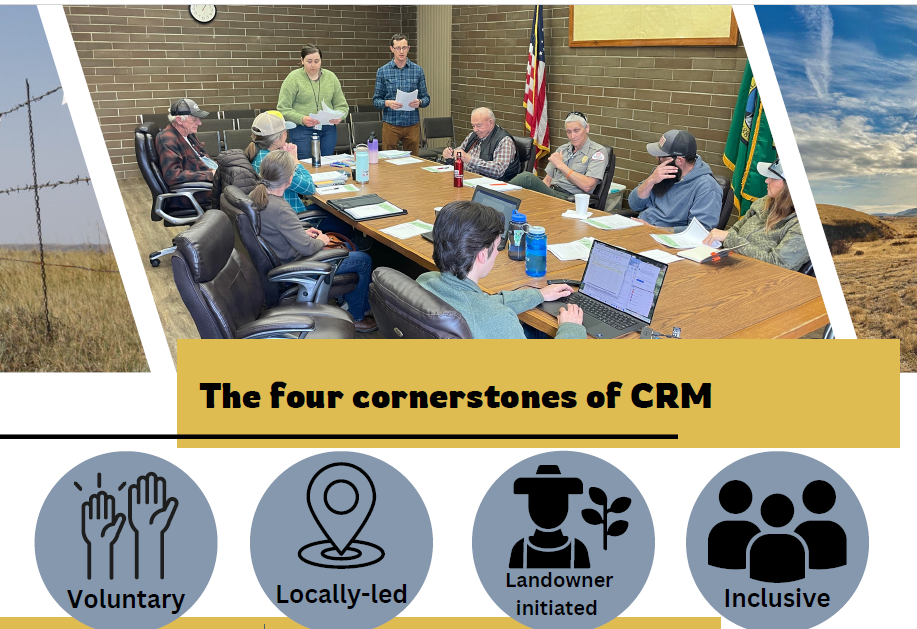 The four cornerstones of CRM
Voluntary
Locally-led
Landowner
initiated
Inclusive